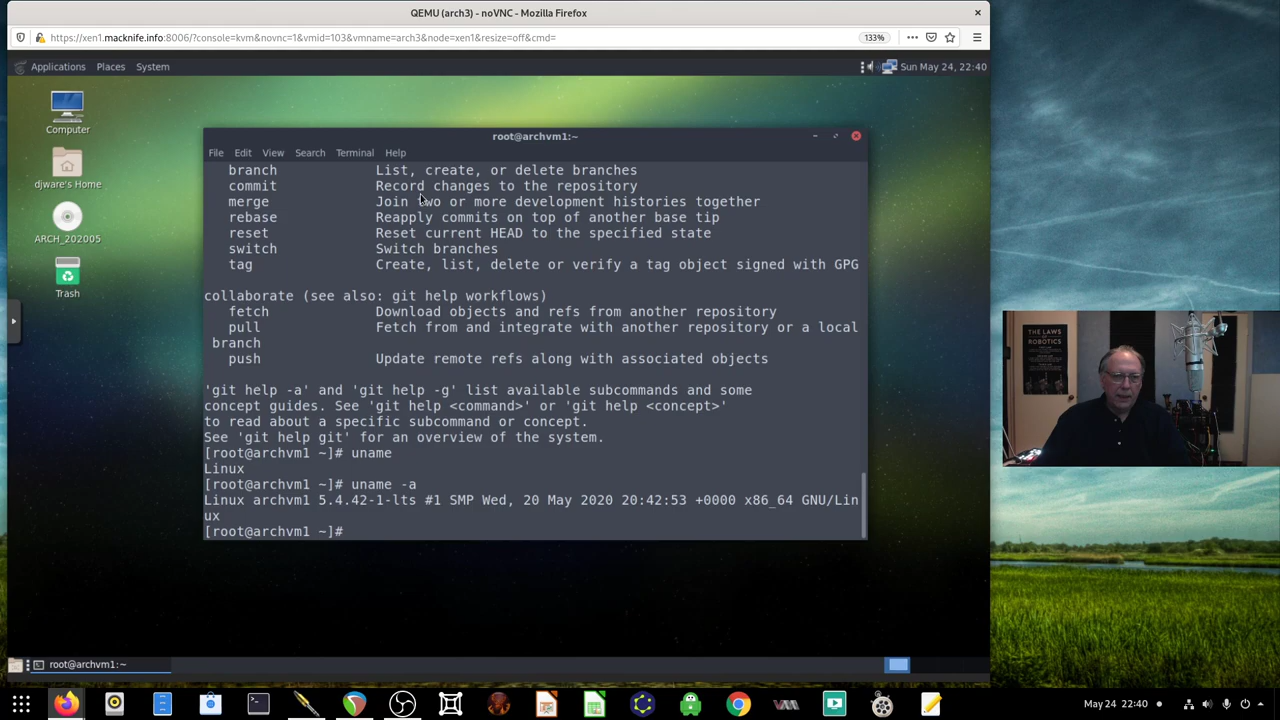 QEMU (arch3) - noVNC - Mozilla Firefox
https://xen1.macknife.info:8006/?console=kvm&novnc=1&vmid=103&vmname=arch3&node=xen1&resize=off&cmd=
133%
Applications Places System
Sun May 24, 22:40
Computer
djware's Home
ARCH_202005
Trash
root@archvm1:~
File Edit View Search Terminal Help
branch List, create, or delete branches
commit Record changes to the repository
merge Join two or more development histories together
rebase Reapply commits on top of another base tip
reset Reset current HEAD to the specified state
switch Switch branches
tag Create, list, delete or verify a tag object signed with GPG
collaborate (see also: git help workflows)
fetch Download objects and refs from another repository
pull Fetch from and integrate with another repository or a local
branch
push Update remote refs along with associated objects
'git help -a' and 'git help -g' list available subcommands and some
concept guides. See 'git help <command>' or 'git help <concept>'
to read about a specific subcommand or concept.
See 'git help git' for an overview of the system.
[root@archvm1 ~]# uname
Linux
[root@archvm1 ~]# uname -a
Linux archvm1 5.4.42-1-lts #1 SMP Wed, 20 May 2020 20:42:53 +0000 x86_64 GNU/Lin
ux
[root@archvm1 ~]#
THE LAWS
OF
ROBOTICS
root@archvm1:~
May 24 22:40